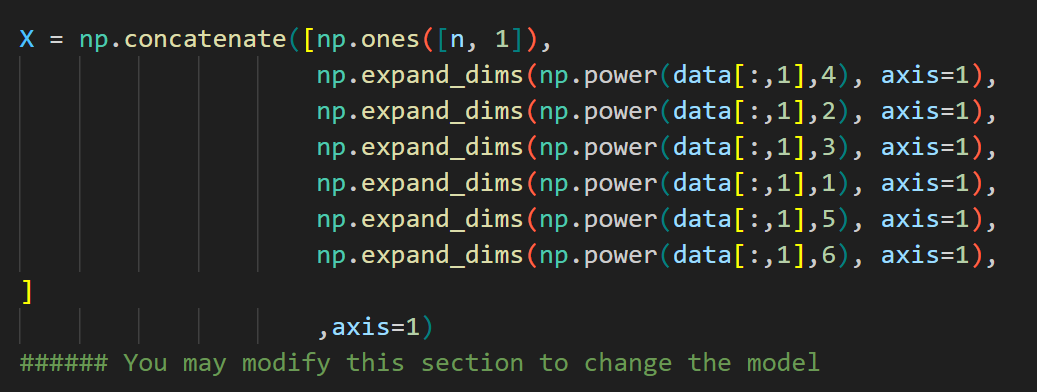 X = np.concatenate([np.ones([n, 1]),
np.expand_dims(np.power(data[:,1],4), axis=1),
np.expand_dims(np.power(data[:,1],2), axis=1),
np.expand_dims(np.power(data[:,1],3), axis=1),
np.expand_dims(np.power(data[:,1],1), axis=1),
np.expand_dims(np.power(data[:,1],5), axis=1),
np.expand_dims(np.power(data[:,1],6), axis=1),
]
,axis=1)
###### You may modify this section to change the model